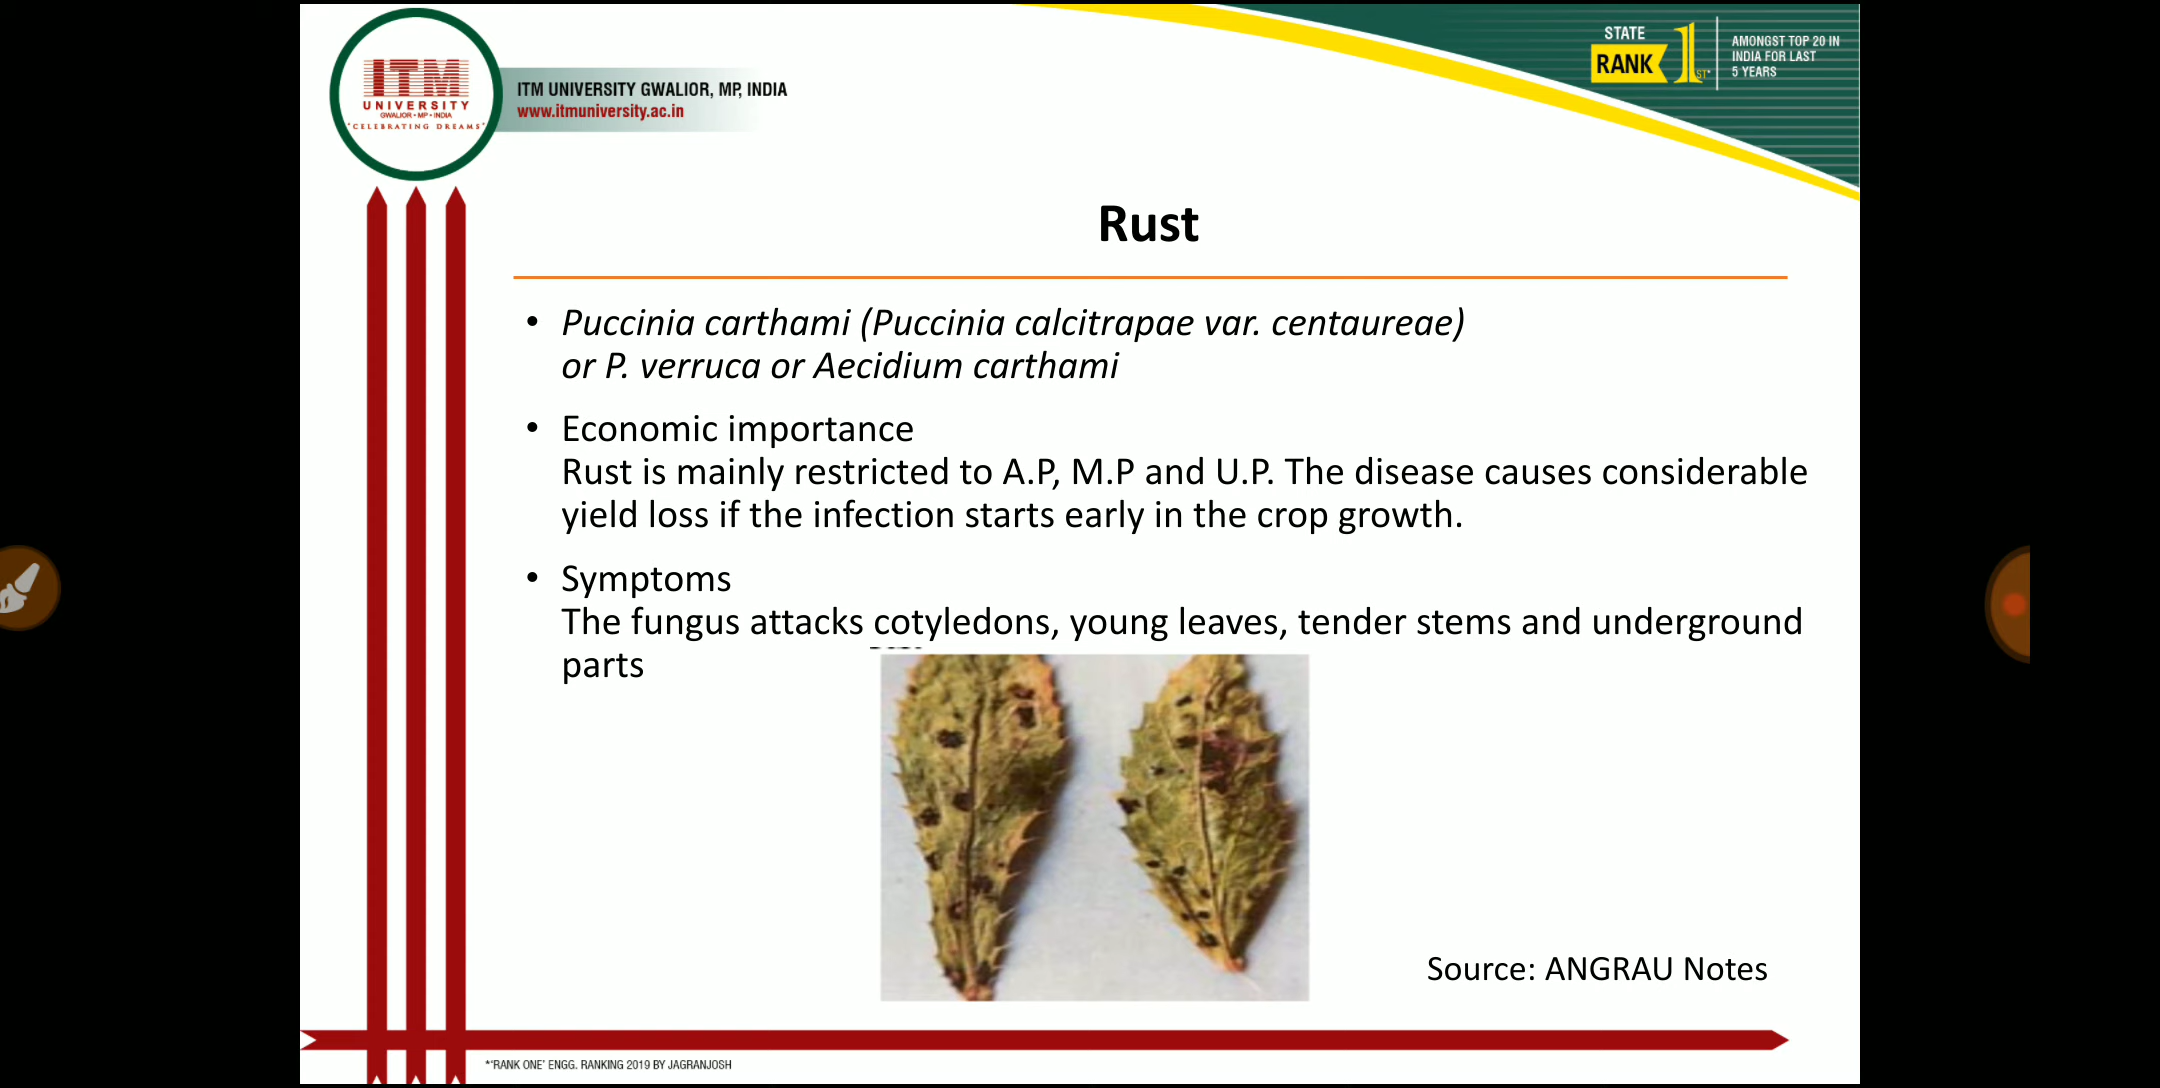 ITM
UNIVERSITY
GWALIOR • MP • INDIA
"CELEBRATING DREAMS"
ITM UNIVERSITY GWALIOR, MP, INDIA
www.itmuniversity.ac.in
STATE
RANK 1ST*
AMONGST TOP 20 IN
INDIA FOR LAST
5 YEARS
Rust
• Puccinia carthami (Puccinia calcitrapae var. centaureae)
or P. verruca or Aecidium carthami
• Economic importance
Rust is mainly restricted to A.P, M.P and U.P. The disease causes considerable
yield loss if the infection starts early in the crop growth.
• Symptoms
The fungus attacks cotyledons, young leaves, tender stems and underground
parts
Source: ANGRAU Notes
*'RANK ONE' ENGG. RANKING 2019 BY JAGRANJOSH